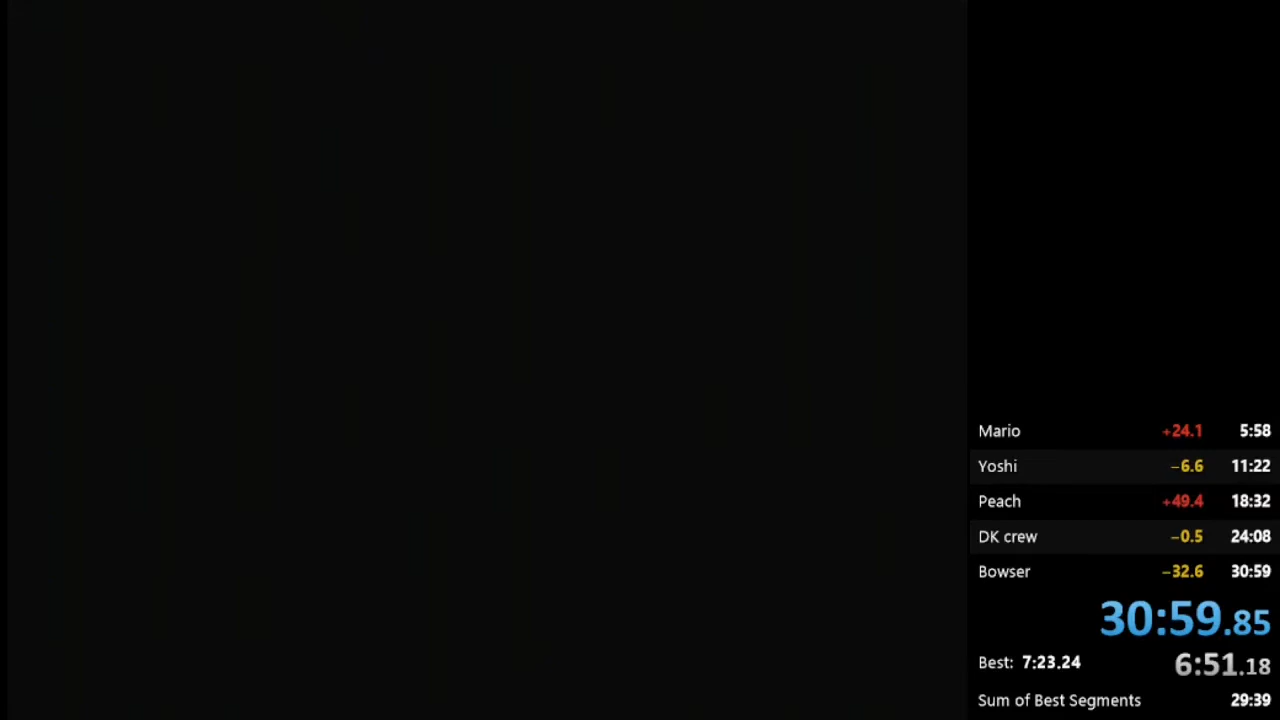 Mario +24.1 5:58
Yoshi −6.6 11:22
Peach +49.4 18:32
DK crew −0.5 24:08
Bowser −32.6 30:59
30:59.85
Best: 7:23.24 6:51.18
Sum of Best Segments 29:39